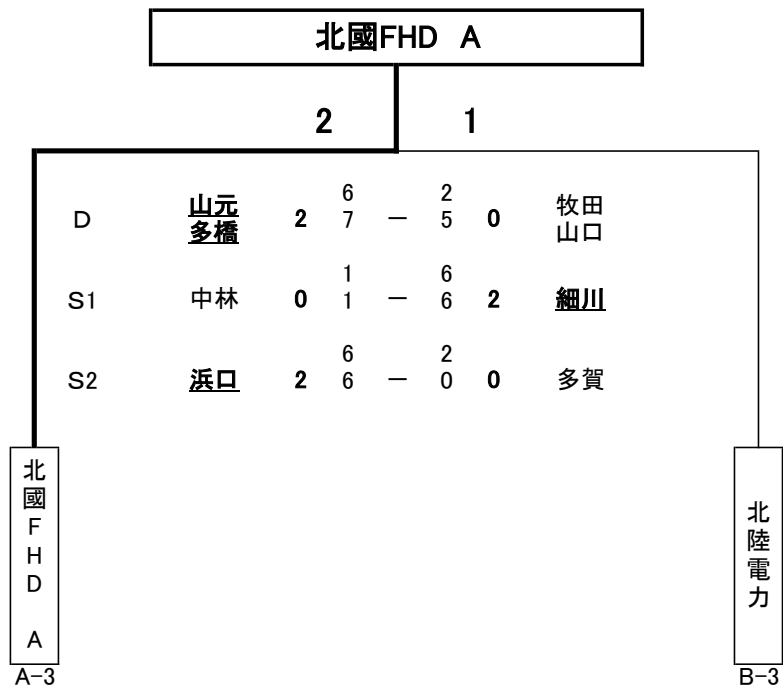 北國FHD A
2 1
6 2
D 山元 2 7 － 5 0 牧田
多橋 山口
1 6
S1 中林 0 1 － 6 2 細川
6 2
S2 浜口 2 6 － 0 0 多賀
北國FHD A
北陸電力
A-3
B-3